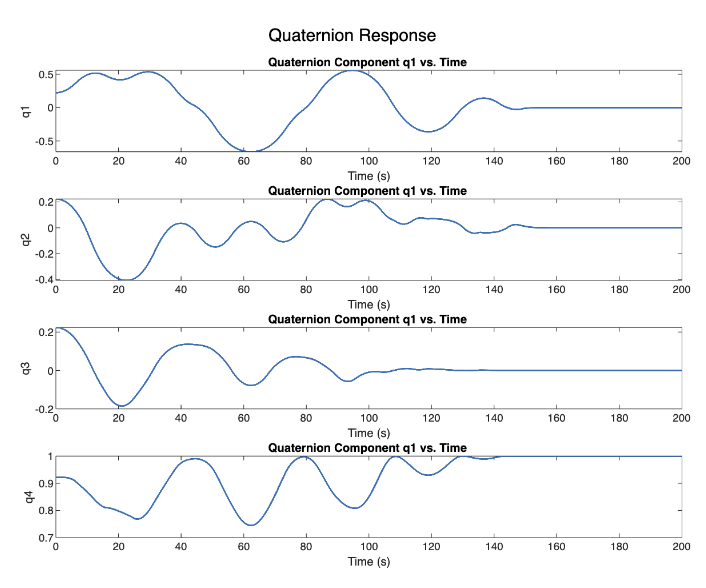 Quaternion Response
Quaternion Component q1 vs. Time
q1
0.5
0
-0.5
0 20 40 60 80 100 120 140 160 180 200
Time (s)
Quaternion Component q1 vs. Time
q2
0.2
0
-0.2
-0.4
0 20 40 60 80 100 120 140 160 180 200
Time (s)
Quaternion Component q1 vs. Time
q3
0.2
0
-0.2
0 20 40 60 80 100 120 140 160 180 200
Time (s)
Quaternion Component q1 vs. Time
q4
1
0.9
0.8
0.7
0 20 40 60 80 100 120 140 160 180 200
Time (s)